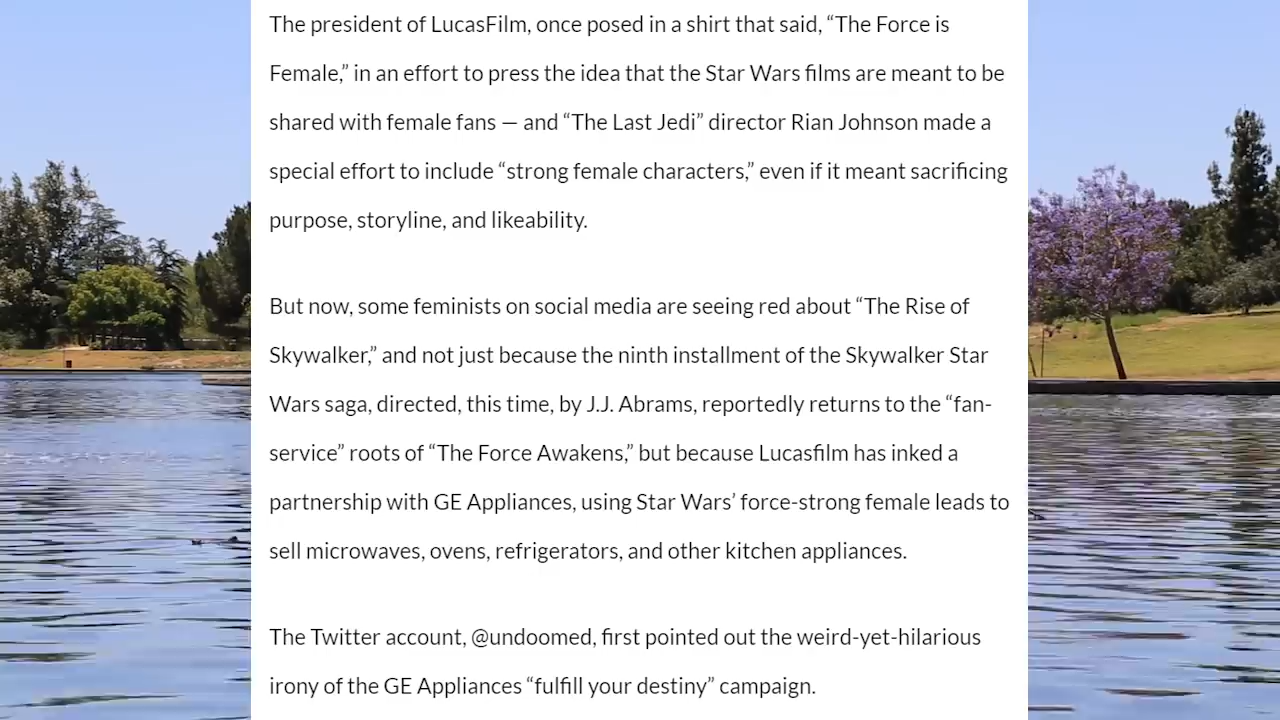 The president of LucasFilm, once posed in a shirt that said, “The Force is
Female,” in an effort to press the idea that the Star Wars films are meant to be
shared with female fans — and “The Last Jedi” director Rian Johnson made a
special effort to include “strong female characters,” even if it meant sacrificing
purpose, storyline, and likeability.
But now, some feminists on social media are seeing red about “The Rise of
Skywalker,” and not just because the ninth installment of the Skywalker Star
Wars saga, directed, this time, by J.J. Abrams, reportedly returns to the “fan-
service” roots of “The Force Awakens,” but because Lucasfilm has inked a
partnership with GE Appliances, using Star Wars’ force-strong female leads to
sell microwaves, ovens, refrigerators, and other kitchen appliances.
The Twitter account, @undoomed, first pointed out the weird-yet-hilarious
irony of the GE Appliances “fulfill your destiny” campaign.